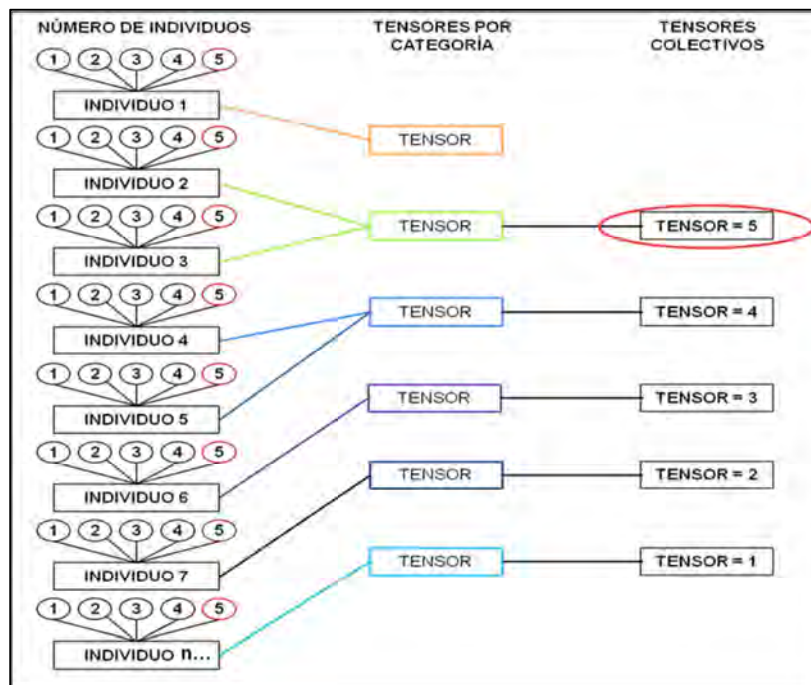 NÚMERO DE INDIVIDUOS
TENSORES POR
CATEGORÍA
TENSORES
COLECTIVOS
1 2 3 4 5
INDIVIDUO 1
TENSOR
1 2 3 4 5
INDIVIDUO 2
1 2 3 4 5
TENSOR
TENSOR = 5
INDIVIDUO 3
1 2 3 4 5
TENSOR
TENSOR = 4
INDIVIDUO 4
1 2 3 4 5
TENSOR
TENSOR = 3
INDIVIDUO 5
1 2 3 4 5
TENSOR
TENSOR = 2
INDIVIDUO 6
1 2 3 4 5
INDIVIDUO 7
TENSOR
TENSOR = 1
1 2 3 4 5
INDIVIDUO n...